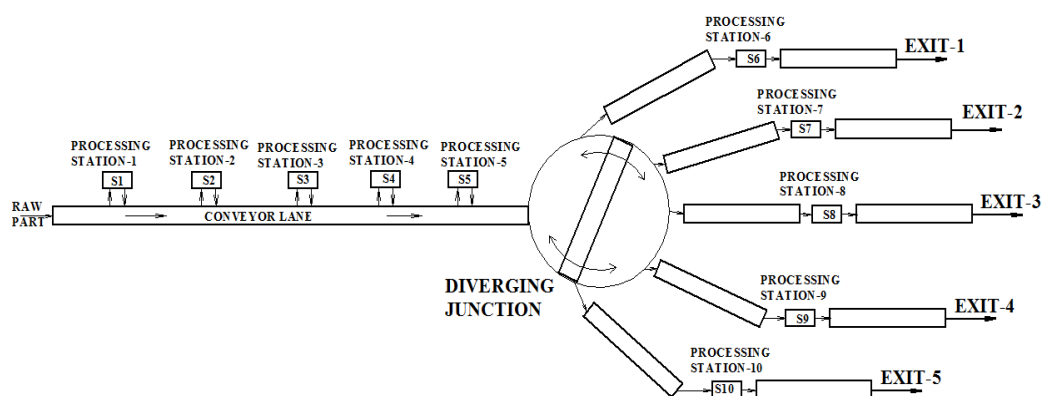 PROCESSING
STATION-6
EXIT-1
S6
PROCESSING
STATION-7
EXIT-2
S7
PROCESSING
STATION-1
PROCESSING
STATION-2
PROCESSING
STATION-3
PROCESSING
STATION-4
PROCESSING
STATION-5
S1
S2
S3
S4
S5
PROCESSING
STATION-8
EXIT-3
S8
RAW
PART
CONVEYOR LANE
DIVERGING
JUNCTION
PROCESSING
STATION-9
EXIT-4
S9
PROCESSING
STATION-10
EXIT-5
S10